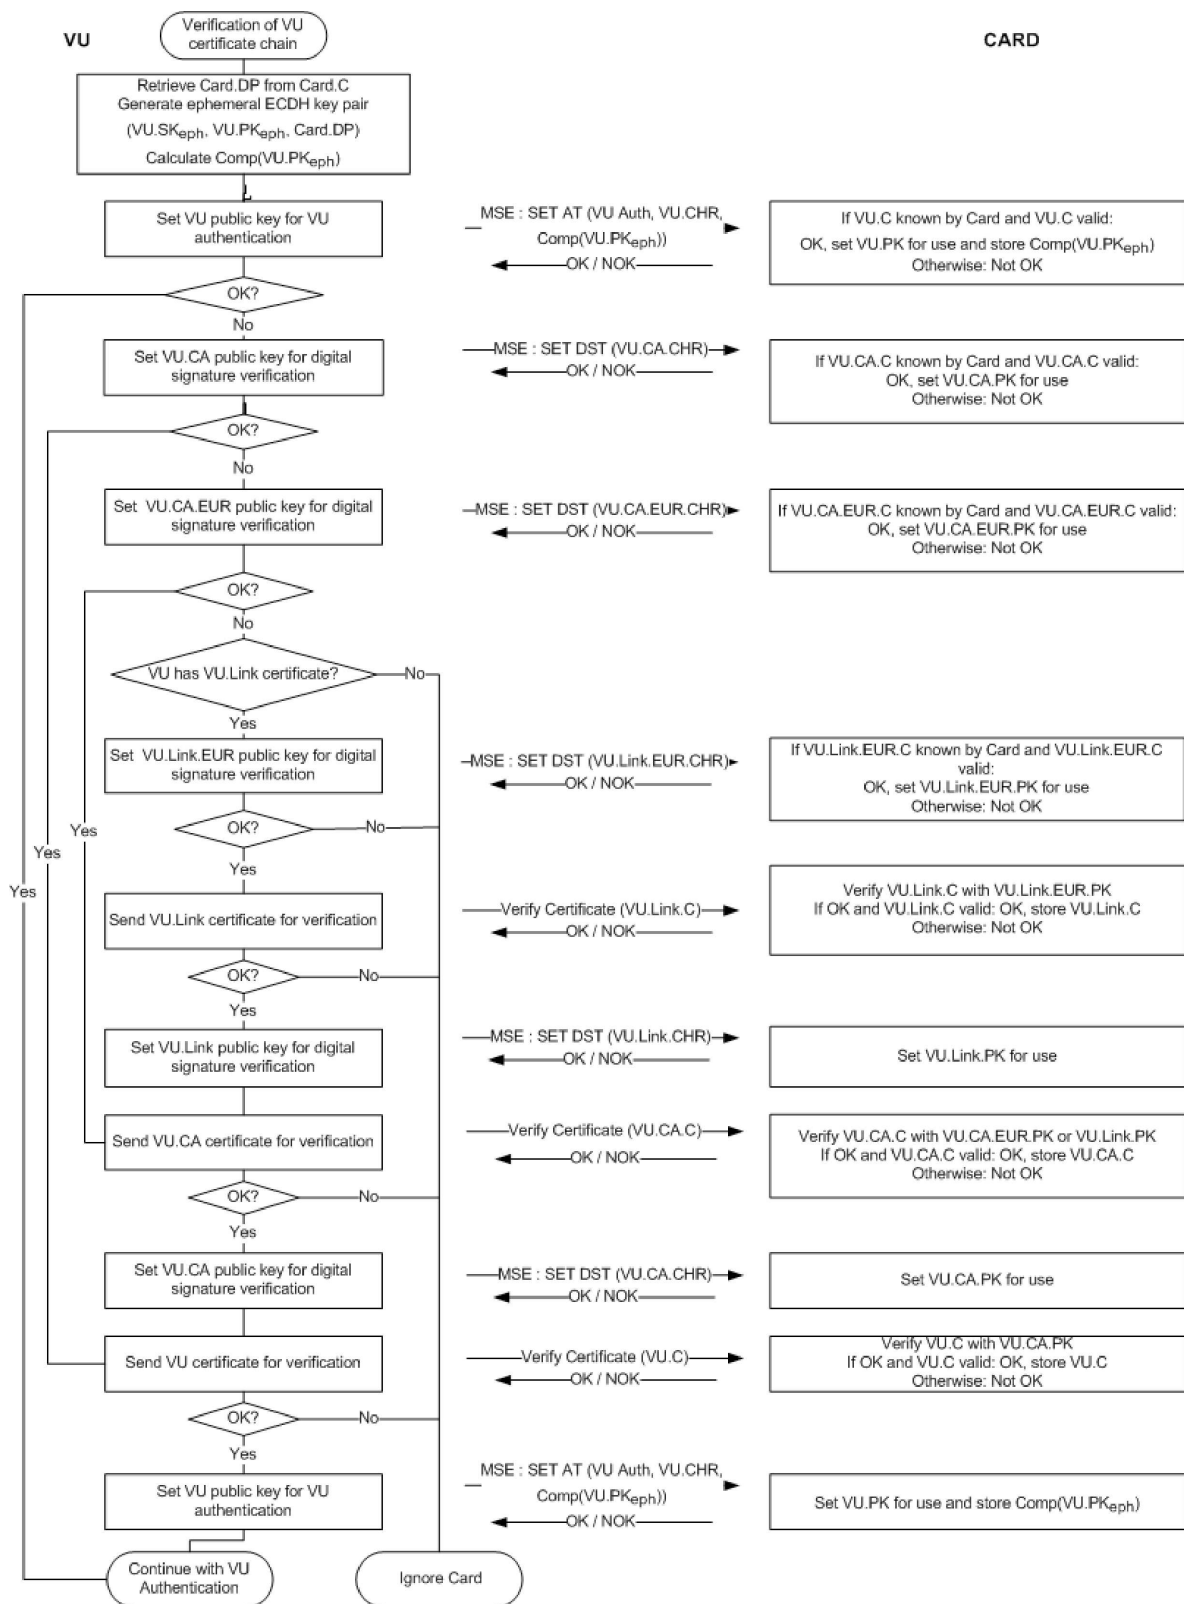 VU
Verification of VU
certificate chain
CARD
Retrieve Card.DP from Card.C
Generate ephemeral ECDH key pair
(VU.SKeph, VU.PKeph, Card.DP)
Calculate Comp(VU.PKeph)
Set VU public key for VU
authentication
MSE : SET AT (VU Auth, VU.CHR,
Comp(VU.PKeph))
OK / NOK
If VU.C known by Card and VU.C valid:
OK, set VU.PK for use and store Comp(VU.PKeph)
Otherwise: Not OK
OK?
No
Set VU.CA public key for digital
signature verification
MSE : SET DST (VU.CA.CHR)
OK / NOK
If VU.CA.C known by Card and VU.CA.C valid:
OK, set VU.CA.PK for use
Otherwise: Not OK
OK?
No
Set VU.CA.EUR public key for digital
signature verification
MSE : SET DST (VU.CA.EUR.CHR)
OK / NOK
If VU.CA.EUR.C known by Card and VU.CA.EUR.C valid:
OK, set VU.CA.EUR.PK for use
Otherwise: Not OK
OK?
No
VU has VU.Link certificate?
No
Yes
Set VU.Link.EUR public key for digital
signature verification
MSE : SET DST (VU.Link.EUR.CHR)
OK / NOK
If VU.Link.EUR.C known by Card and VU.Link.EUR.C
valid:
OK, set VU.Link.EUR.PK for use
Otherwise: Not OK
OK?
No
Yes
Yes
Yes
Yes
Send VU.Link certificate for verification
Verify Certificate (VU.Link.C)
OK / NOK
Verify VU.Link.C with VU.Link.EUR.PK
If OK and VU.Link.C valid: OK, store VU.Link.C
Otherwise: Not OK
OK?
No
Yes
Set VU.Link public key for digital
signature verification
MSE : SET DST (VU.Link.CHR)
OK / NOK
Set VU.Link.PK for use
Send VU.CA certificate for verification
Verify Certificate (VU.CA.C)
OK / NOK
Verify VU.CA.C with VU.CA.EUR.PK or VU.Link.PK
If OK and VU.CA.C valid: OK, store VU.CA.C
Otherwise: Not OK
OK?
No
Yes
Set VU.CA public key for digital
signature verification
MSE : SET DST (VU.CA.CHR)
OK / NOK
Set VU.CA.PK for use
Send VU certificate for verification
Verify Certificate (VU.C)
OK / NOK
Verify VU.C with VU.CA.PK
If OK and VU.C valid: OK, store VU.C
Otherwise: Not OK
OK?
No
Yes
Set VU public key for VU
authentication
MSE : SET AT (VU Auth, VU.CHR,
Comp(VU.PKeph))
OK / NOK
Set VU.PK for use and store Comp(VU.PKeph)
Continue with VU
Authentication
Ignore Card